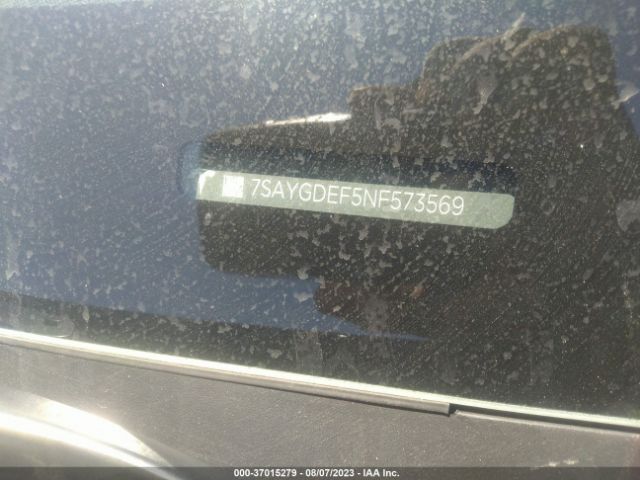 7SAYGDEF5NF573569
000-37015279 - 08/07/2023 - IAA Inc.